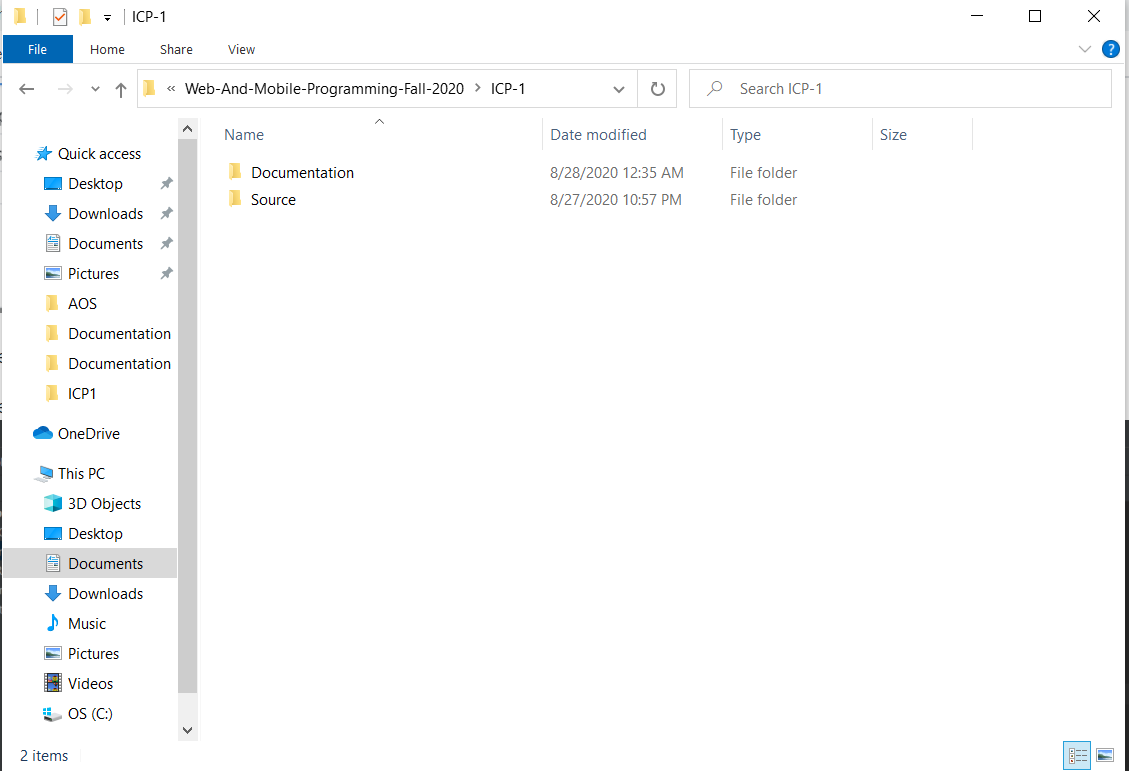 ICP-1
File Home Share View
« Web-And-Mobile-Programming-Fall-2020 > ICP-1
Search ICP-1
Name Date modified Type Size
Documentation 8/28/2020 12:35 AM File folder
Source 8/27/2020 10:57 PM File folder
Quick access
Desktop
Downloads
Documents
Pictures
AOS
Documentation
Documentation
ICP1
OneDrive
This PC
3D Objects
Desktop
Documents
Downloads
Music
Pictures
Videos
OS (C:)
2 items